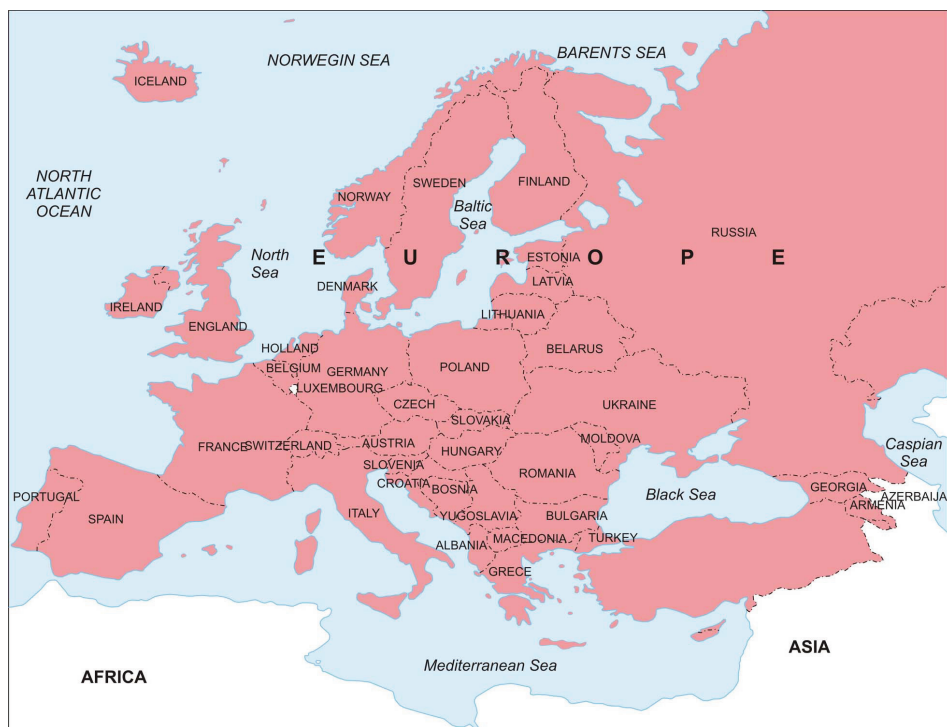 NORWEGIN SEA
BARENTS SEA
ICELAND
NORTH
ATLANTIC
OCEAN
NORWAY
SWEDEN
FINLAND
Baltic
Sea
RUSSIA
North
Sea
E U R O P E
ESTONIA
LATVIA
DENMARK
LITHUANIA
IRELAND
ENGLAND
HOLLAND
BELGIUM
GERMANY
LUXEMBOURG
POLAND
BELARUS
CZECH
SLOVAKIA
UKRAINE
FRANCE
SWITZERLAND
AUSTRIA
HUNGARY
MOLDOVA
Caspian
Sea
SLOVENIA
CROATIA
BOSNIA
ROMANIA
Black Sea
GEORGIA
ARMENIA
AZERBAIJA
PORTUGAL
SPAIN
ITALY
YUGOSLAVIA
BULGARIA
ALBANIA
MACEDONIA
TURKEY
GRECE
Mediterranean Sea
AFRICA
ASIA